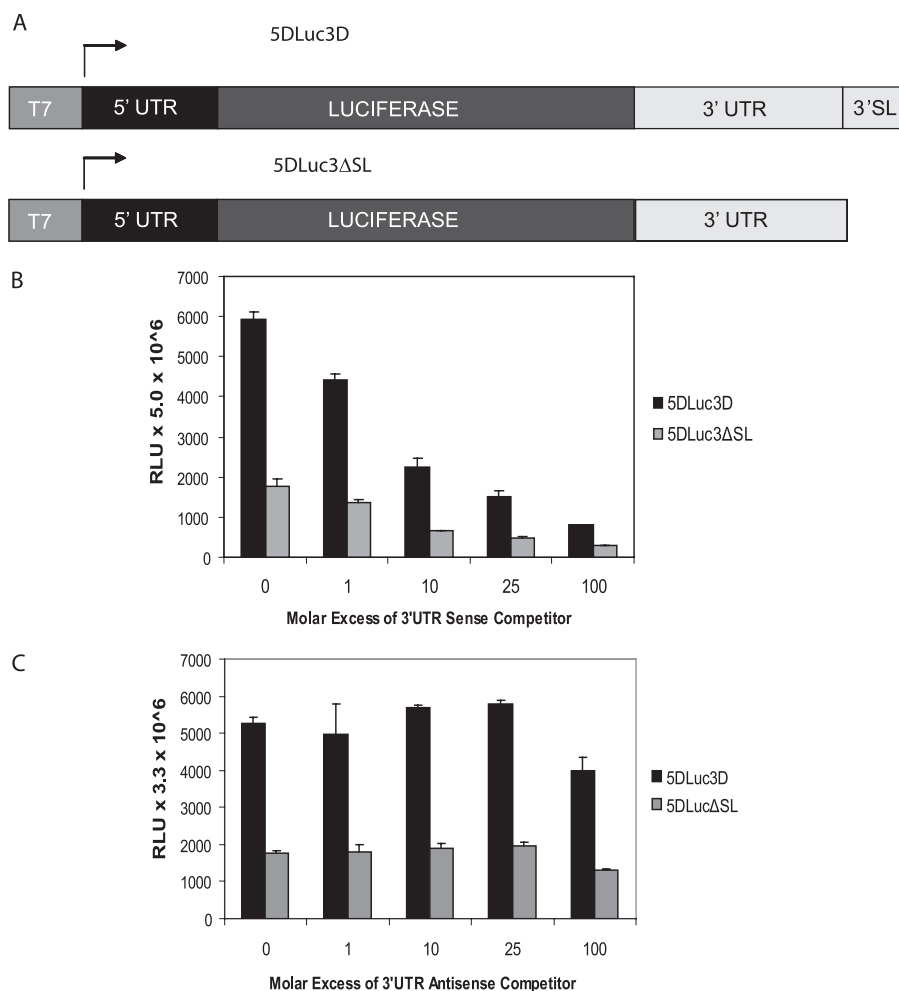 A
5DLuc3D
T7 5' UTR LUCIFERASE 3' UTR 3'SL
5DLuc3ΔSL
T7 5' UTR LUCIFERASE 3' UTR
B
RLU x 5.0 x 10^6
7000
6000
5000
4000
3000
2000
1000
0
0 1 10 25 100
Molar Excess of 3'UTR Sense Competitor
5DLuc3D
5DLuc3ΔSL
C
RLU x 3.3 x 10^6
7000
6000
5000
4000
3000
2000
1000
0
0 1 10 25 100
Molar Excess of 3'UTR Antisense Competitor
5DLuc3D
5DLucΔSL